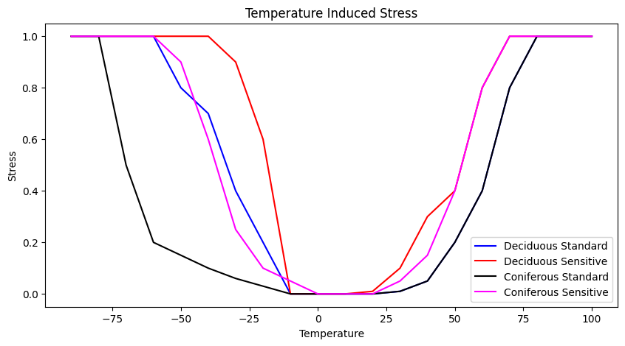 Temperature Induced Stress
1.0
0.8
0.6
0.4
0.2
0.0
Stress
Deciduous Standard
Deciduous Sensitive
Coniferous Standard
Coniferous Sensitive
−75 −50 −25 0 25 50 75 100
Temperature